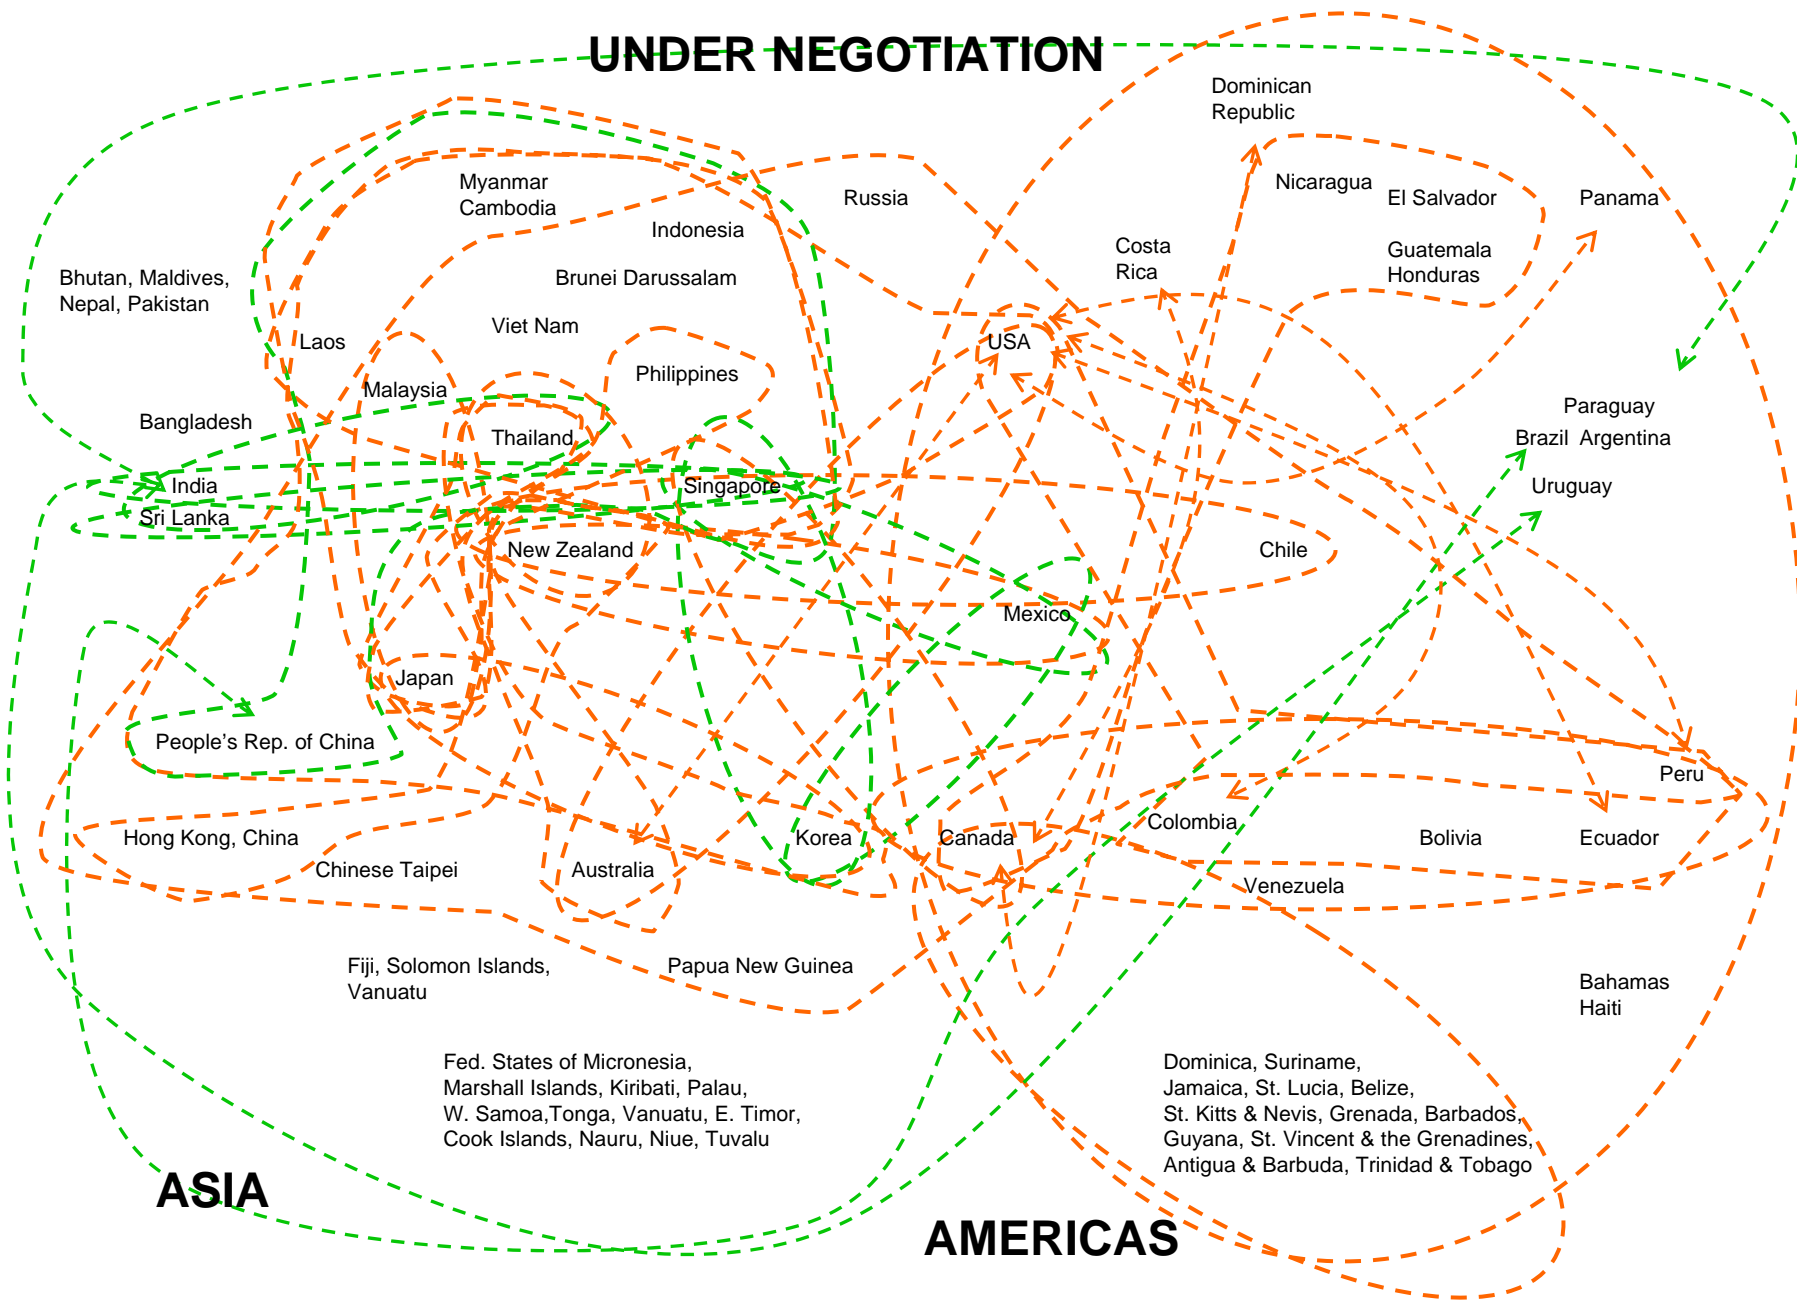 UNDER NEGOTIATION
Dominican
Republic
Myanmar
Cambodia
Russia
Nicaragua
El Salvador
Panama
Indonesia
Costa
Rica
Guatemala
Honduras
Bhutan, Maldives,
Nepal, Pakistan
Brunei Darussalam
Viet Nam
Laos
USA
Philippines
Malaysia
Paraguay
Bangladesh
Thailand
Brazil Argentina
India
Singapore
Uruguay
Sri Lanka
New Zealand
Chile
Mexico
Japan
People's Rep. of China
Peru
Hong Kong, China
Korea
Canada
Colombia
Bolivia
Ecuador
Chinese Taipei
Australia
Venezuela
Fiji, Solomon Islands,
Vanuatu
Papua New Guinea
Bahamas
Haiti
Fed. States of Micronesia,
Marshall Islands, Kiribati, Palau,
W. Samoa,Tonga, Vanuatu, E. Timor,
Cook Islands, Nauru, Niue, Tuvalu
Dominica, Suriname,
Jamaica, St. Lucia, Belize,
St. Kitts & Nevis, Grenada, Barbados,
Guyana, St. Vincent & the Grenadines,
Antigua & Barbuda, Trinidad & Tobago
ASIA
AMERICAS